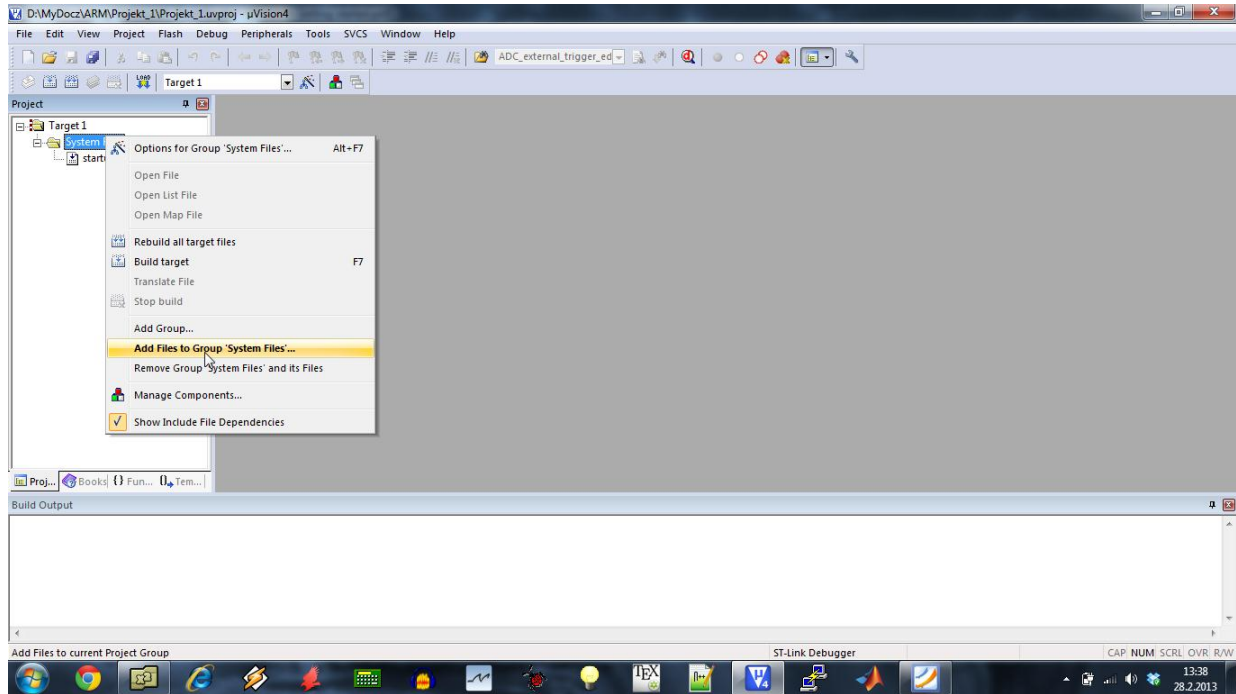 D:\MyDocz\ARM\Projekt_1\Projekt_1.uvproj - µVision4
File Edit View Project Flash Debug Peripherals Tools SVCS Window Help
ADC_external_trigger_ed
LOAD Target 1
Project
Target 1
System
Options for Group 'System Files'... Alt+F7
Open File
Open List File
Open Map File
Rebuild all target files
Build target F7
Translate File
Stop build
Add Group...
Add Files to Group 'System Files'...
Remove Group 'System Files' and its Files
Manage Components...
Show Include File Dependencies
Proj... Books {} Fun... Tem...
Build Output
Add Files to current Project Group ST-Link Debugger CAP NUM SCRL OVR R/W
TEX
13:38
28.2.2013